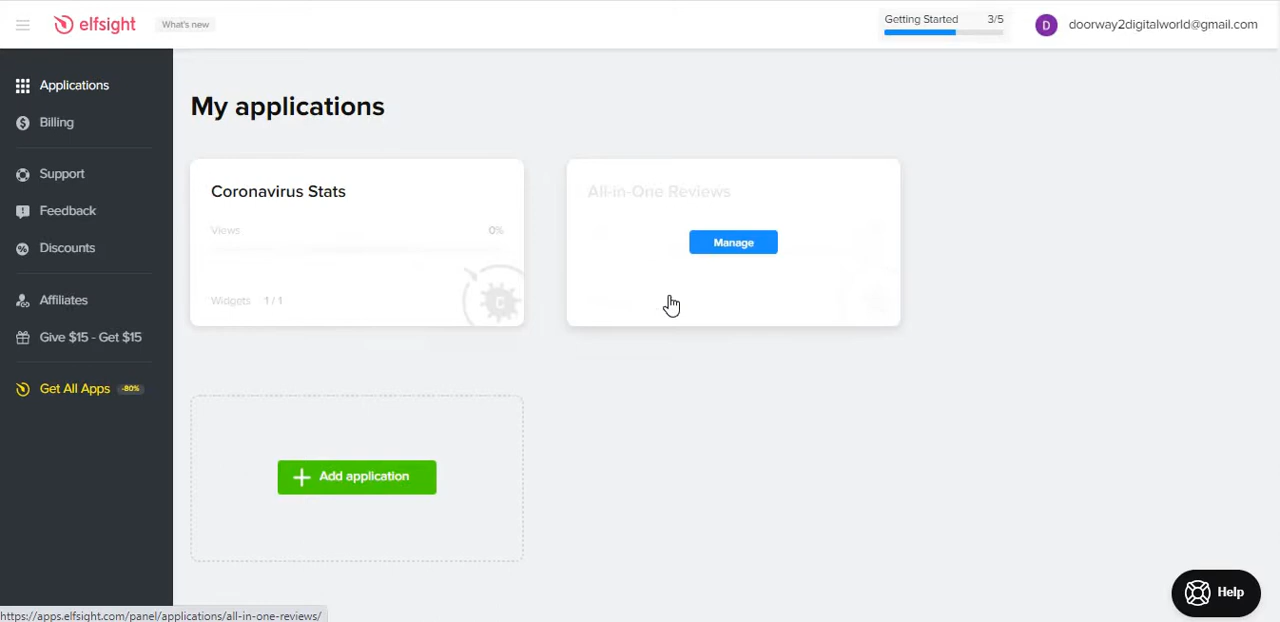 elfsight
What's new
Getting Started 3/5
D doorway2digitalworld@gmail.com
Applications
Billing
Support
Feedback
Discounts
Affiliates
Give $15 - Get $15
Get All Apps -80%
My applications
Coronavirus Stats
Views 0%
Widgets 1 / 1
All-in-One Reviews
Manage
Add application
Help
https://apps.elfsight.com/panel/applications/all-in-one-reviews/